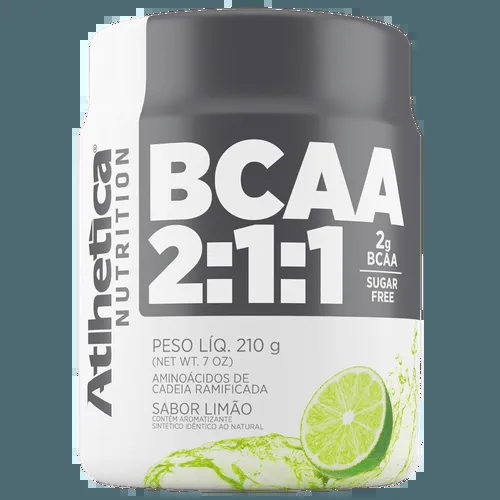 Atlhetica®
NUTRITION
BCAA
2:1:1
2g
BCAA
SUGAR
FREE
PESO LÍQ. 210 g
(NET WT. 7 OZ)
AMINOÁCIDOS DE
CADEIA RAMIFICADA
SABOR LIMÃO
CONTÉM AROMATIZANTE
SINTÉTICO IDÊNTICO AO NATURAL